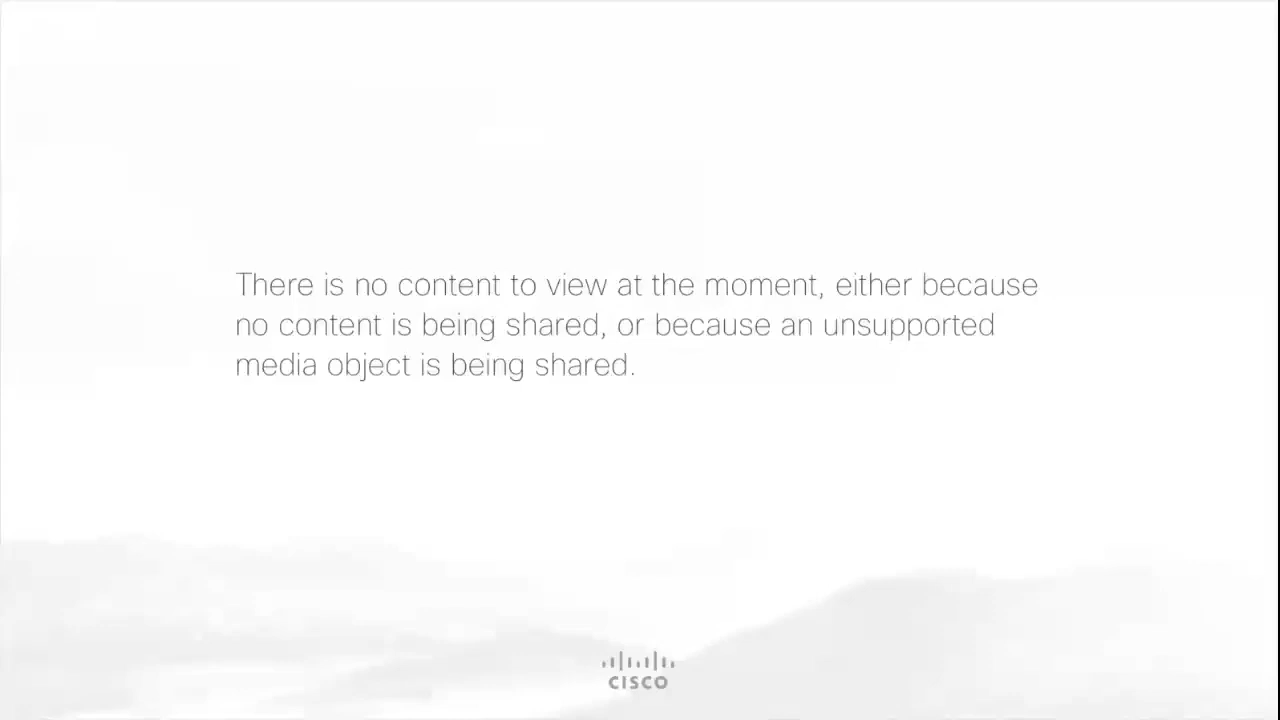 There is no content to view at the moment, either because
no content is being shared, or because an unsupported
media object is being shared.
CISCO